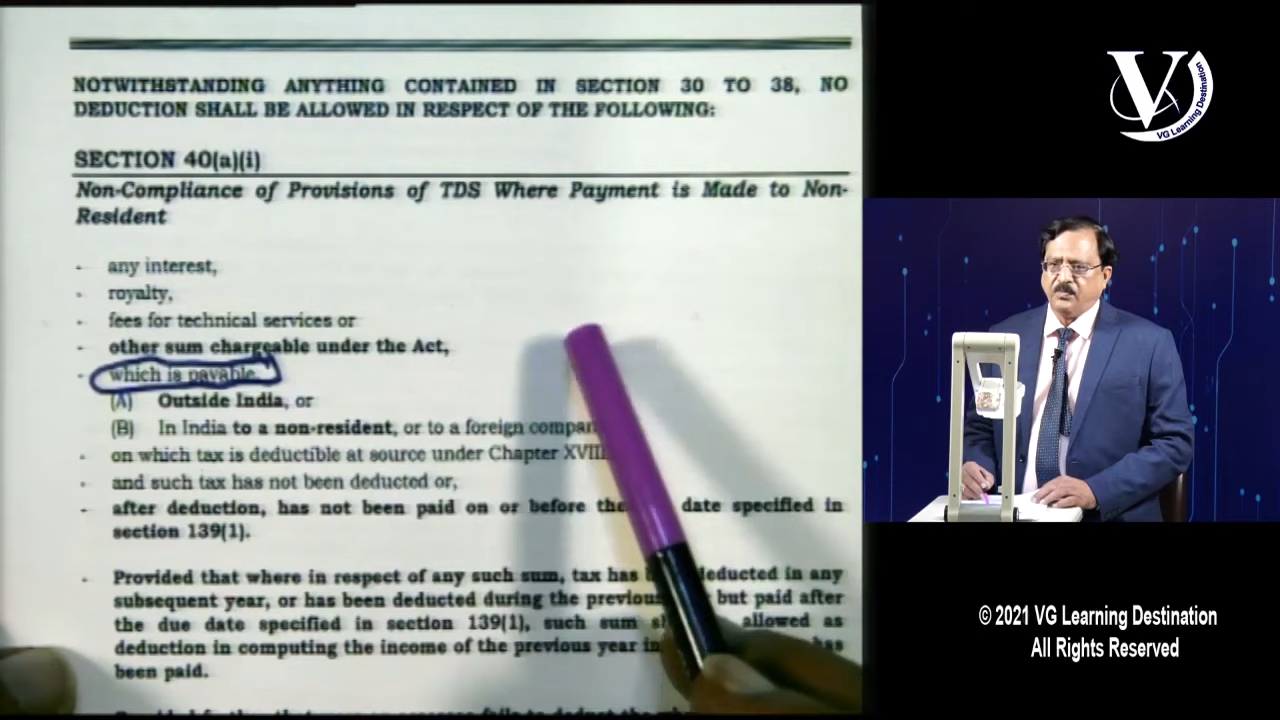 NOTWITHSTANDING ANYTHING CONTAINED IN SECTION 30 TO 38, NO
DEDUCTION SHALL BE ALLOWED IN RESPECT OF THE FOLLOWING:
SECTION 40(a)(i)
Non-Compliance of Provisions of TDS Where Payment is Made to Non-
Resident
- any interest,
- royalty,
- fees for technical services or
- other sum chargeable under the Act,
- which is payable,
(A) Outside India, or
(B) In India to a non-resident, or to a foreign
- on which tax is deductible at source under Chapter
- and such tax has not been deducted or,
- after deduction, has not been paid on or before date specified in
section 139(1).
- Provided that where in respect of any such sum, tax has deducted in any
subsequent year, or has been deducted during the previous but paid after
the due date specified in section 139(1), such sum allowed as
deduction in computing the income of the previous year in has
been paid.
V
VG Learning Destination
© 2021 VG Learning Destination
All Rights Reserved